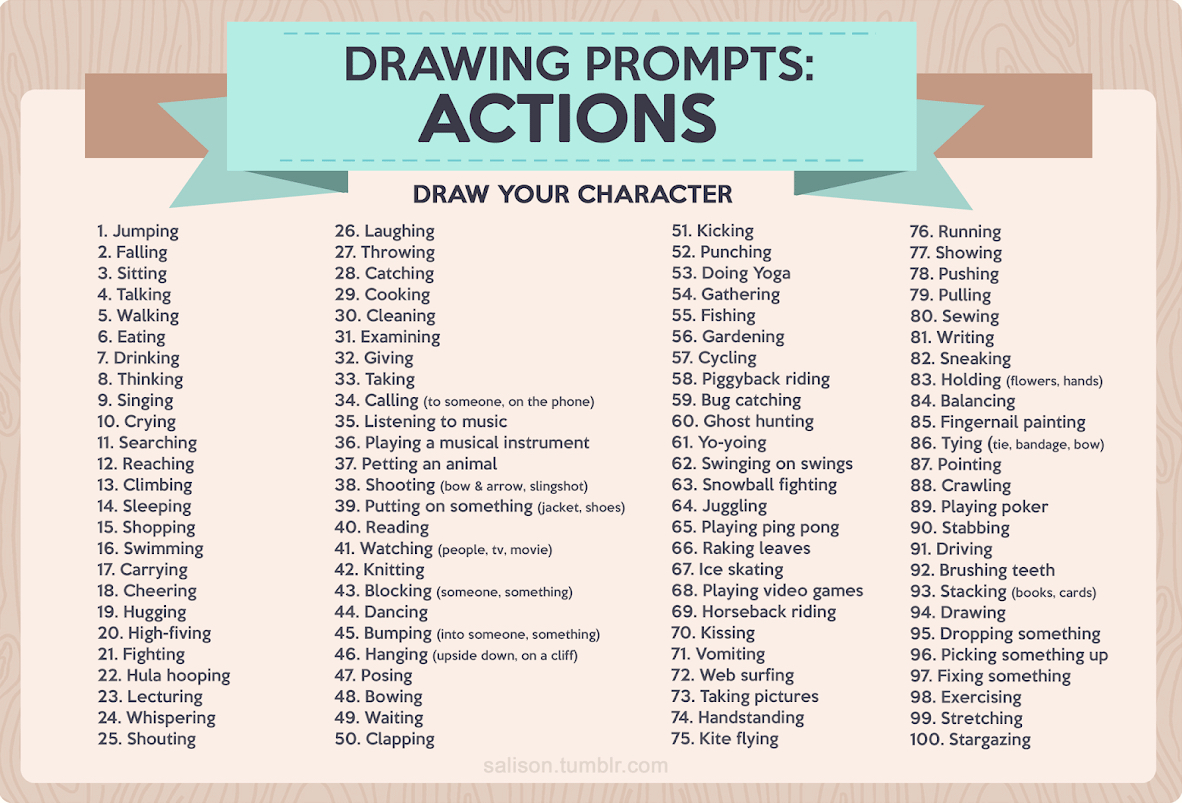 DRAWING PROMPTS:
ACTIONS
DRAW YOUR CHARACTER
1. Jumping
2. Falling
3. Sitting
4. Talking
5. Walking
6. Eating
7. Drinking
8. Thinking
9. Singing
10. Crying
11. Searching
12. Reaching
13. Climbing
14. Sleeping
15. Shopping
16. Swimming
17. Carrying
18. Cheering
19. Hugging
20. High-fiving
21. Fighting
22. Hula hooping
23. Lecturing
24. Whispering
25. Shouting
26. Laughing
27. Throwing
28. Catching
29. Cooking
30. Cleaning
31. Examining
32. Giving
33. Taking
34. Calling (to someone, on the phone)
35. Listening to music
36. Playing a musical instrument
37. Petting an animal
38. Shooting (bow & arrow, slingshot)
39. Putting on something (jacket, shoes)
40. Reading
41. Watching (people, tv, movie)
42. Knitting
43. Blocking (someone, something)
44. Dancing
45. Bumping (into someone, something)
46. Hanging (upside down, on a cliff)
47. Posing
48. Bowing
49. Waiting
50. Clapping
51. Kicking
52. Punching
53. Doing Yoga
54. Gathering
55. Fishing
56. Gardening
57. Cycling
58. Piggyback riding
59. Bug catching
60. Ghost hunting
61. Yo-yoing
62. Swinging on swings
63. Snowball fighting
64. Juggling
65. Playing ping pong
66. Raking leaves
67. Ice skating
68. Playing video games
69. Horseback riding
70. Kissing
71. Vomiting
72. Web surfing
73. Taking pictures
74. Handstanding
75. Kite flying
76. Running
77. Showing
78. Pushing
79. Pulling
80. Sewing
81. Writing
82. Sneaking
83. Holding (flowers, hands)
84. Balancing
85. Fingernail painting
86. Tying (tie, bandage, bow)
87. Pointing
88. Crawling
89. Playing poker
90. Stabbing
91. Driving
92. Brushing teeth
93. Stacking (books, cards)
94. Drawing
95. Dropping something
96. Picking something up
97. Fixing something
98. Exercising
99. Stretching
100. Stargazing
salison.tumblr.com